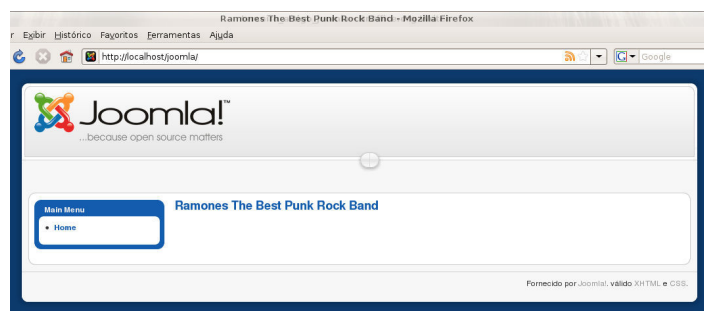 Ramones The Best Punk Rock Band - Mozilla Firefox
r Exibir Histórico Favoritos Ferramentas Ajuda
http://localhost/joomla/ G Google
Joomla!™
...because open source matters
Main Menu
Ramones The Best Punk Rock Band
Home
Fornecido por Joomla!. válido XHTML e CSS.